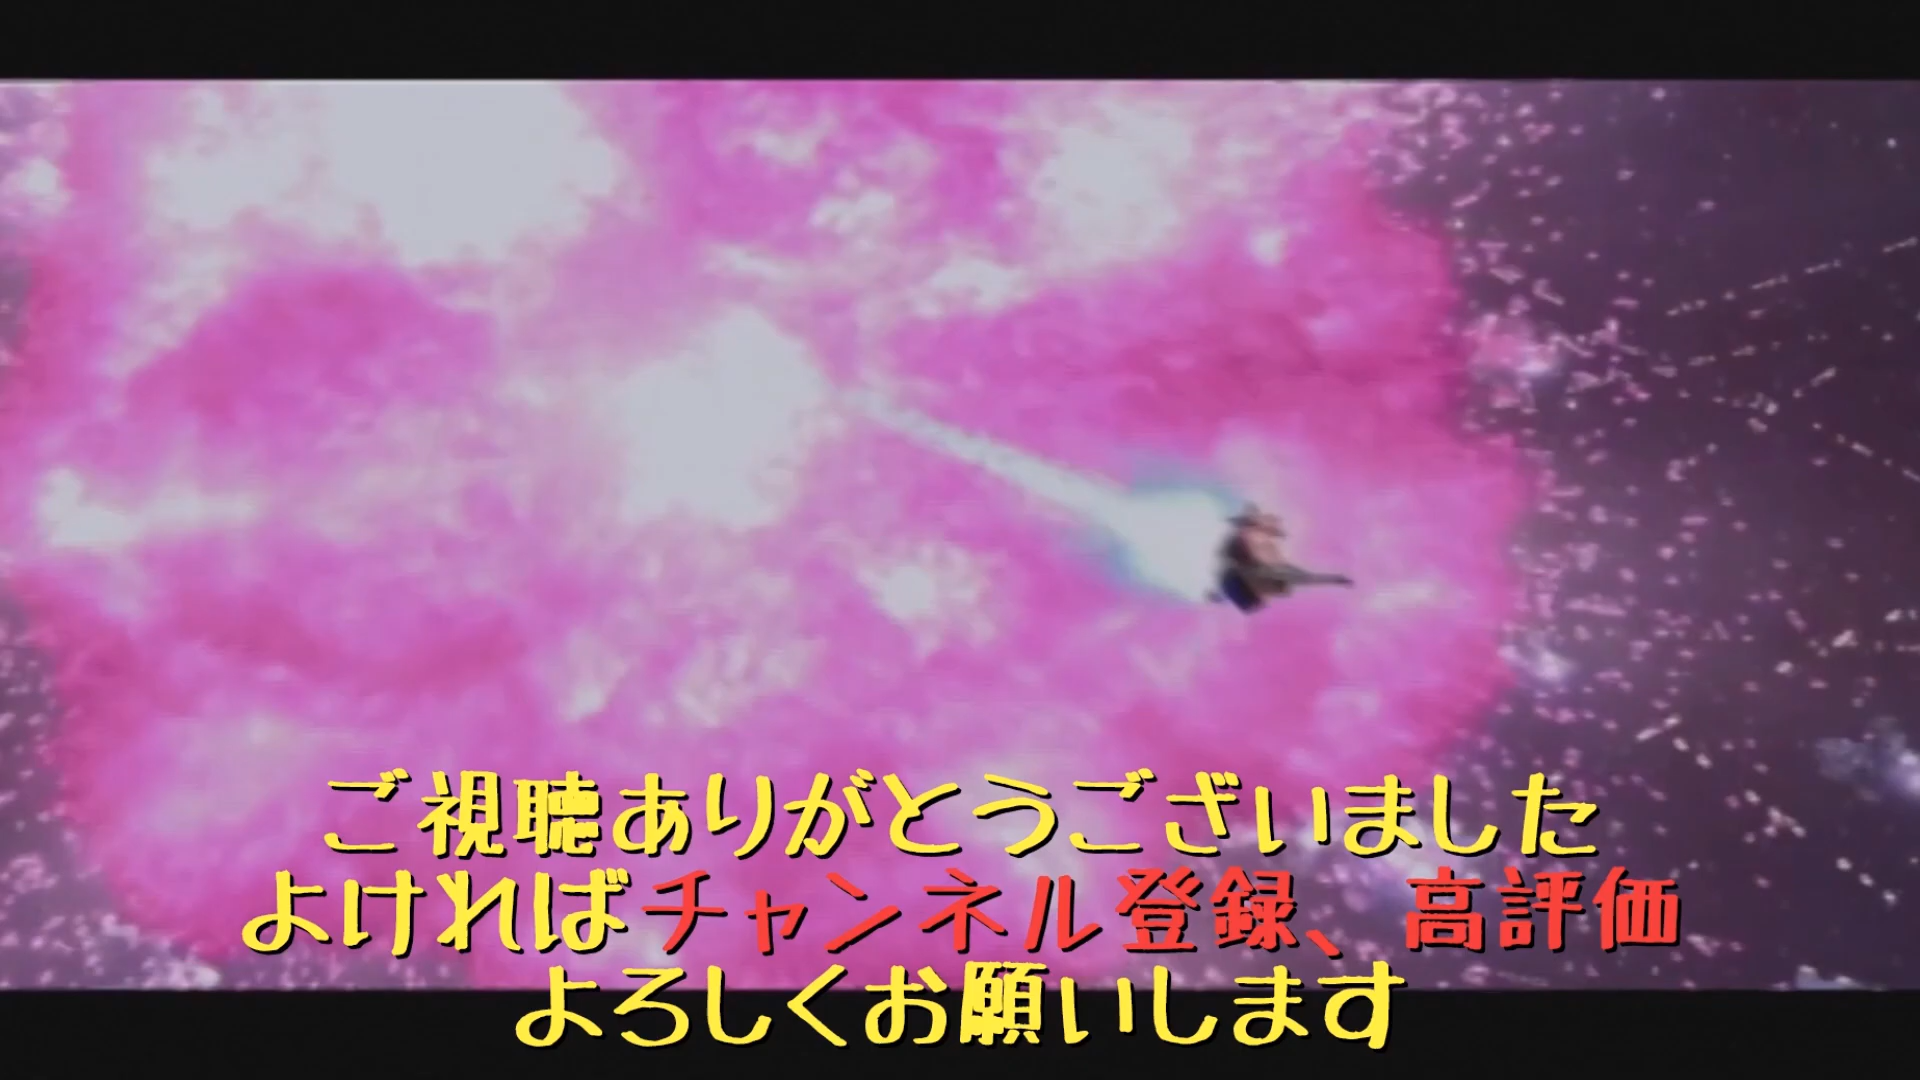 ご視聴ありがとうございました
よければチャンネル登録、高評価
よろしくお願いします